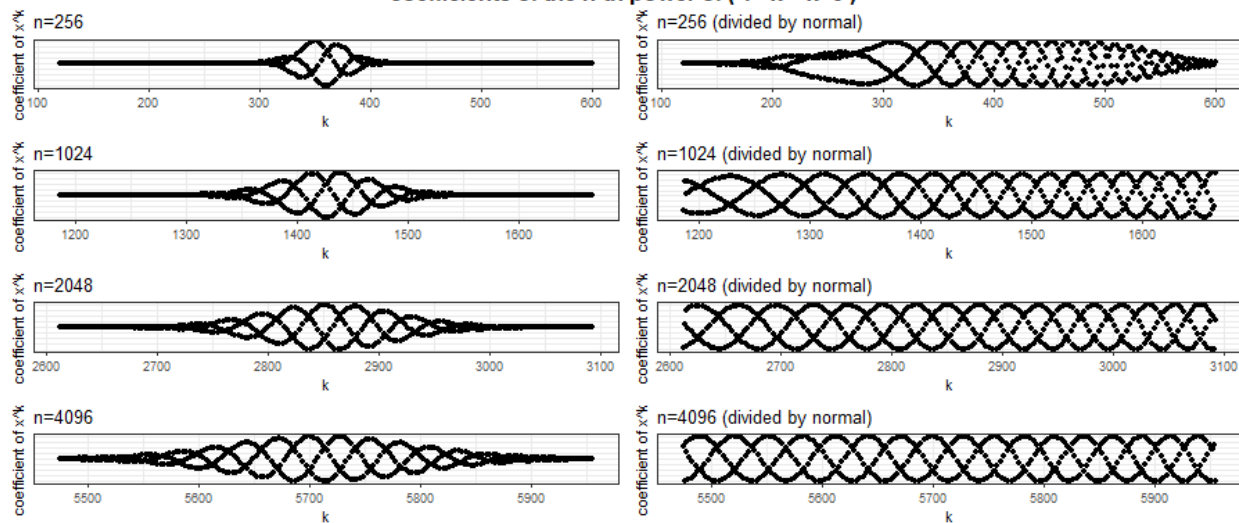 n=256
coefficient of x^k
100 200 300 400 500 600
k
n=256 (divided by normal)
coefficient of x^k
100 200 300 400 500 600
k
n=1024
coefficient of x^k
1200 1300 1400 1500 1600
k
n=1024 (divided by normal)
coefficient of x^k
1200 1300 1400 1500 1600
k
n=2048
coefficient of x^k
2600 2700 2800 2900 3000 3100
k
n=2048 (divided by normal)
coefficient of x^k
2600 2700 2800 2900 3000 3100
k
n=4096
coefficient of x^k
5500 5600 5700 5800 5900
k
n=4096 (divided by normal)
coefficient of x^k
5500 5600 5700 5800 5900
k